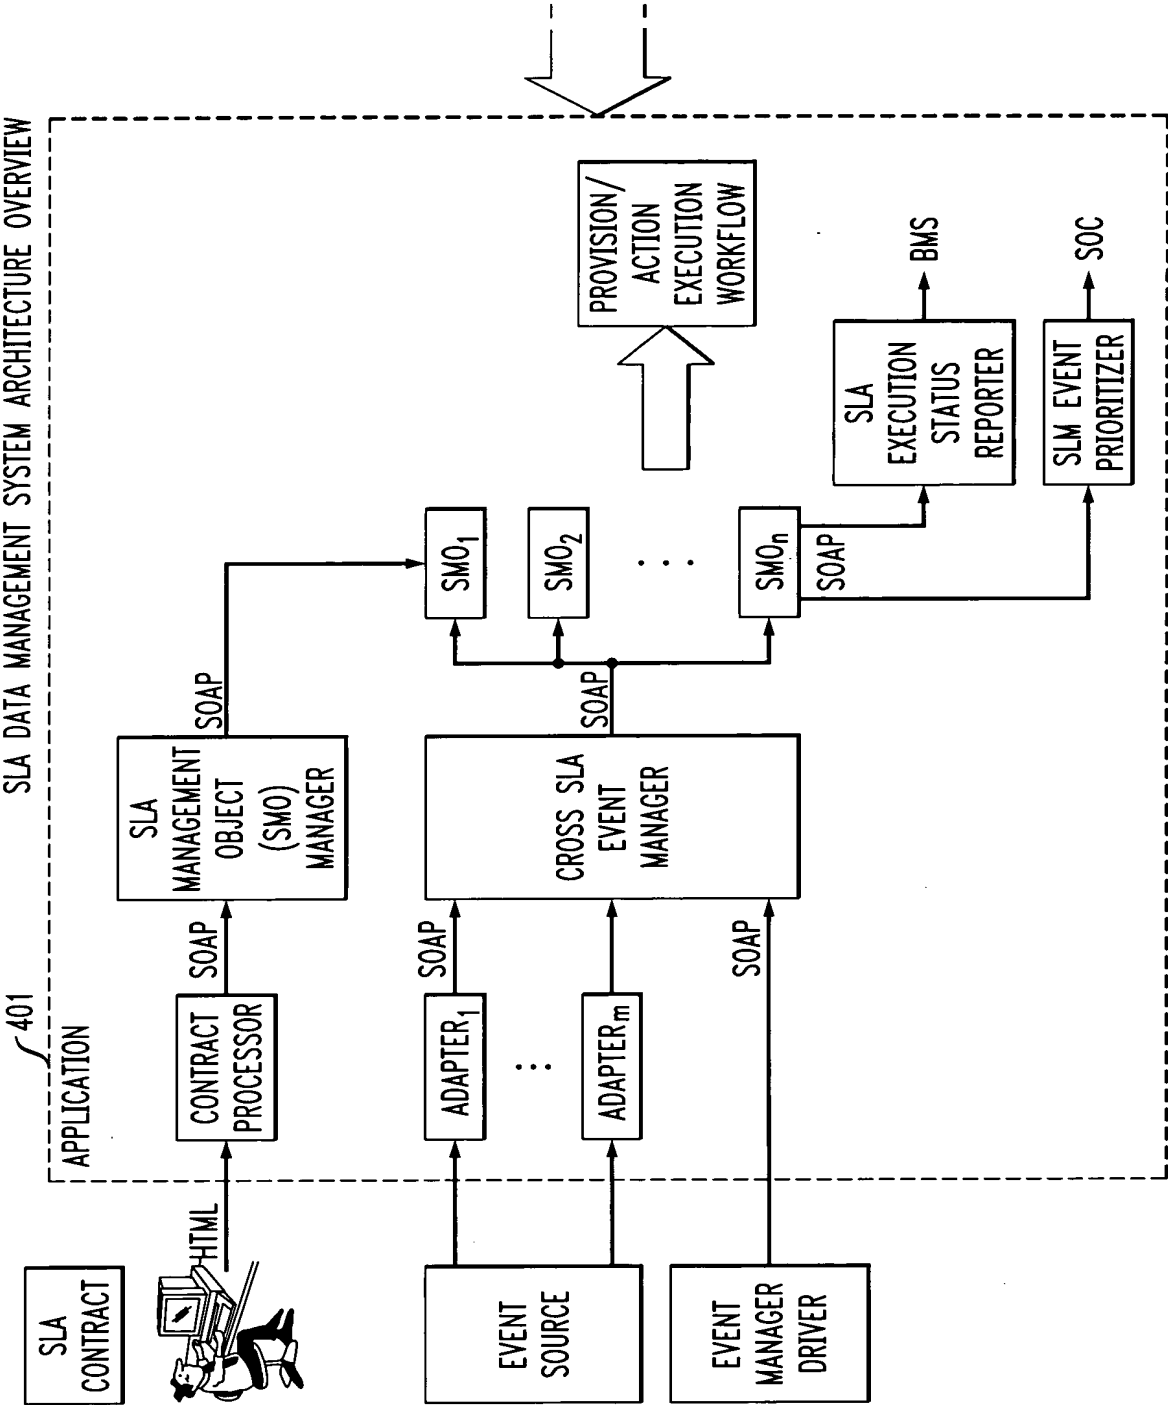 SLA DATA MANAGEMENT SYSTEM ARCHITECTURE OVERVIEW
401
APPLICATION
SLA
CONTRACT
HTML
CONTRACT
PROCESSOR
SOAP
SLA
MANAGEMENT
OBJECT
(SMO)
MANAGER
SOAP
EVENT
SOURCE
ADAPTER1
...
ADAPTERm
SOAP
EVENT
MANAGER
DRIVER
SOAP
CROSS SLA
EVENT
MANAGER
SOAP
SMO1
SMO2
...
SMOn
SOAP
PROVISION/
ACTION
EXECUTION
WORKFLOW
SLA
EXECUTION
STATUS
REPORTER
BMS
SLM EVENT
PRIORITIZER
SOC